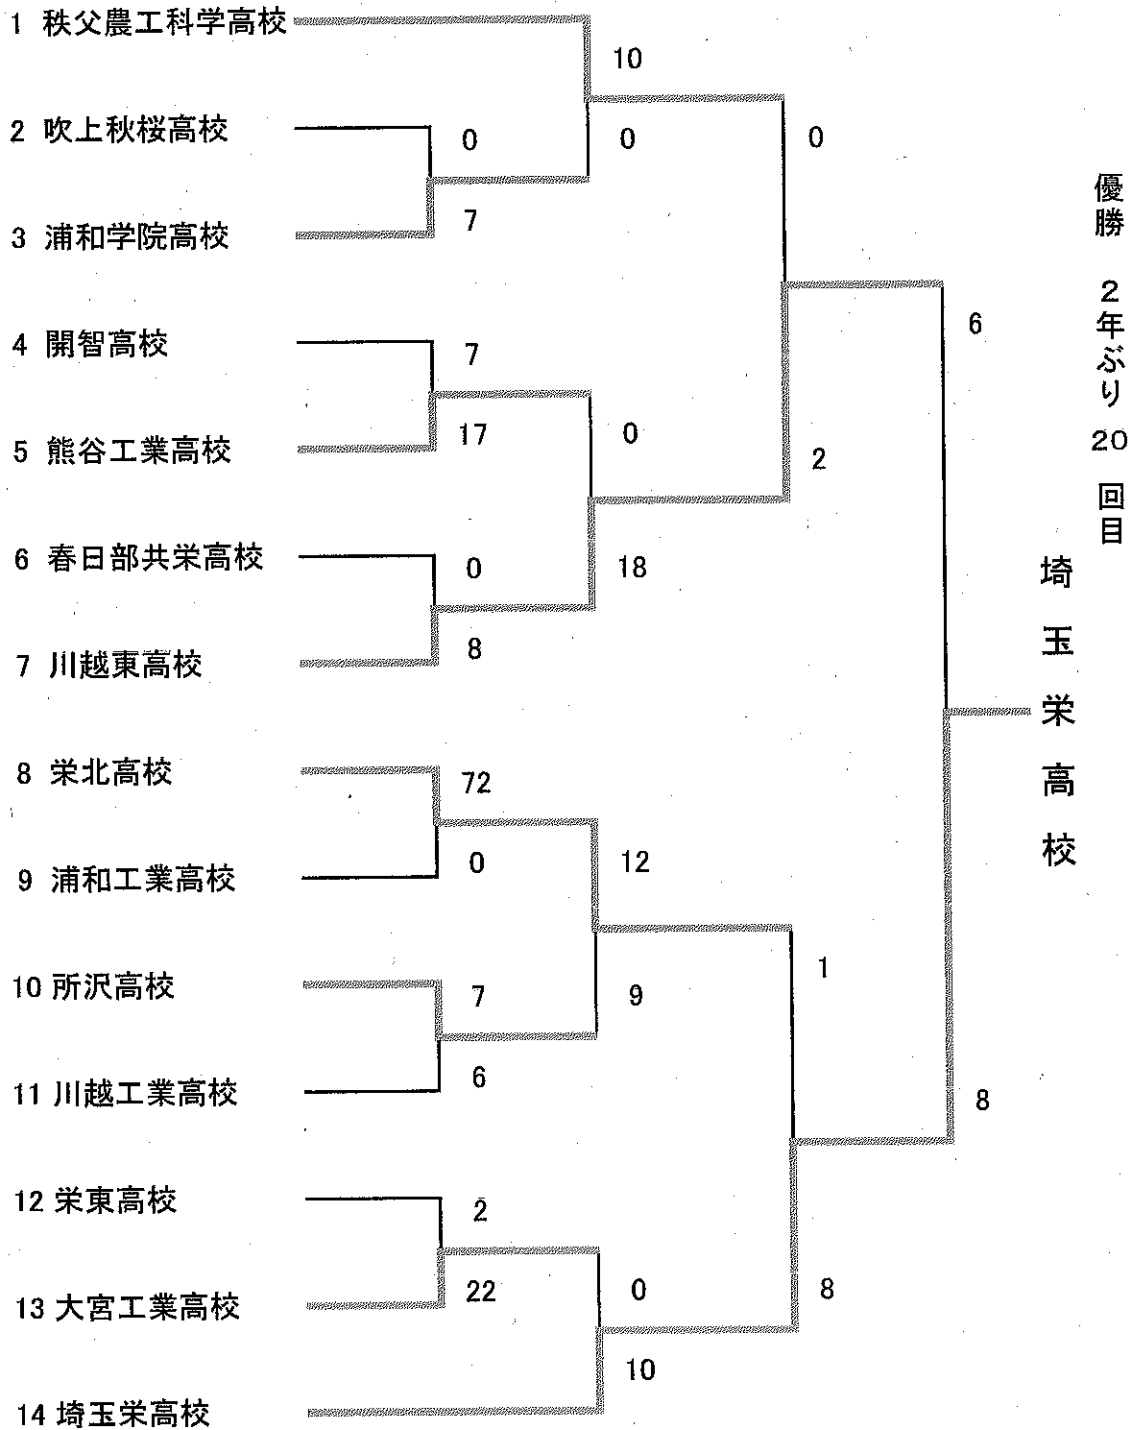 1 秩父農工科学高校
10
2 吹上秋桜高校
0
0
0
7
3 浦和学院高校
優勝 2年ぶり 20 回目
6
4 開智高校
7
17
0
2
5 熊谷工業高校
6 春日部共栄高校
0
18
8
7 川越東高校
埼玉栄高校
8 栄北高校
72
0
12
9 浦和工業高校
1
10 所沢高校
7
9
6
11 川越工業高校
8
12 栄東高校
2
22
0
8
13 大宮工業高校
10
14 埼玉栄高校